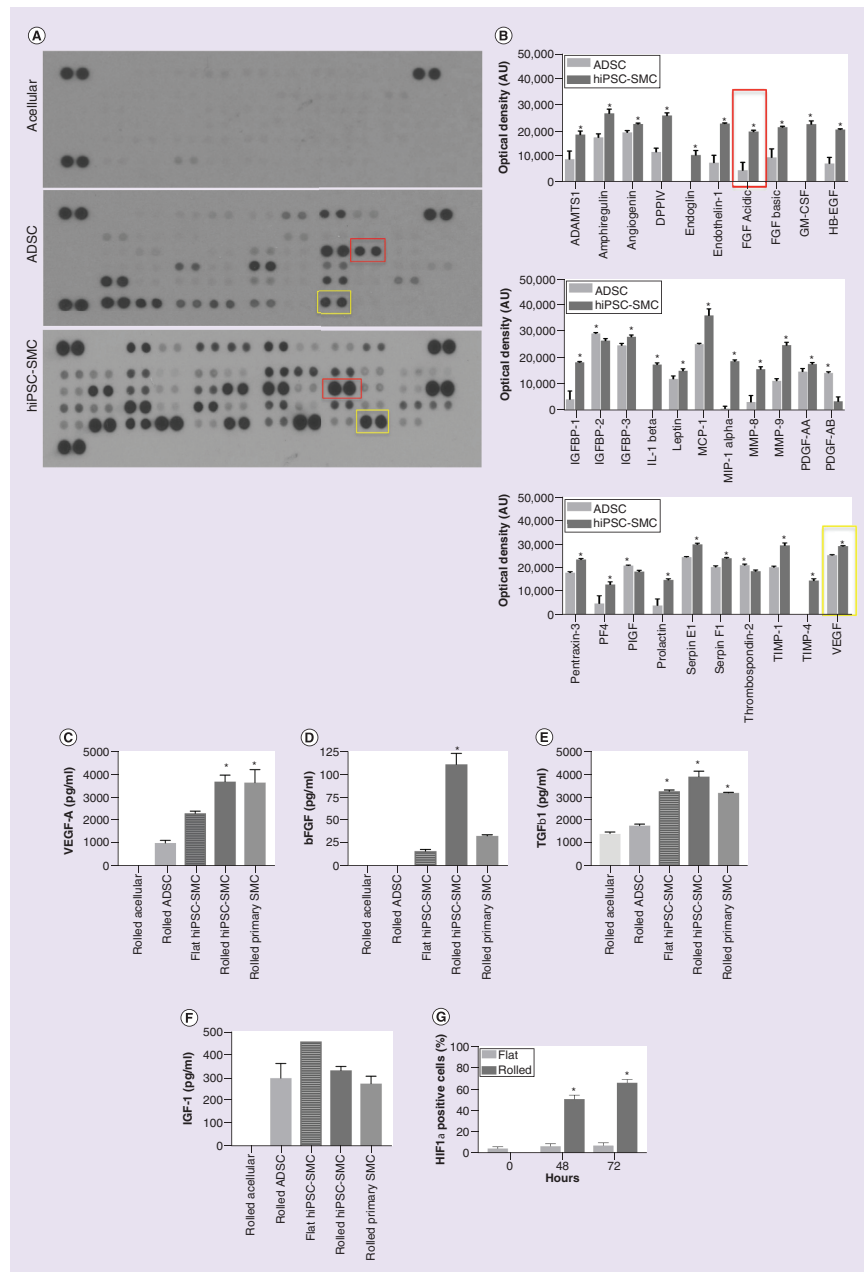 A
Acellular
ADSC
hiPSC-SMC
B
50,000
40,000
30,000
20,000
10,000
0
Optical density (AU)
ADSC
hiPSC-SMC
* * * * * * * * * *
ADAMTS1
Amphiregulin
Angiogenin
DPPIV
Endoglin
Endothelin-1
FGF Acidic
FGF basic
GM-CSF
HB-EGF
50,000
40,000
30,000
20,000
10,000
0
Optical density (AU)
ADSC
hiPSC-SMC
* * * * * * * * * * *
IGFBP-1
IGFBP-2
IGFBP-3
IL-1 beta
Leptin
MCP-1
MIP-1 alpha
MMP-8
MMP-9
PDGF-AA
PDGF-AB
50,000
40,000
30,000
20,000
10,000
0
Optical density (AU)
ADSC
hiPSC-SMC
* * * * * * * * * *
Pentraxin-3
PF4
PIGF
Prolactin
Serpin E1
Serpin F1
Thrombospondin-2
TIMP-1
TIMP-4
VEGF
C
5000
4000
3000
2000
1000
0
VEGF-A (pg/ml)
* *
Rolled acellular
Rolled ADSC
Flat hiPSC-SMC
Rolled hiPSC-SMC
Rolled primary SMC
D
125
100
75
50
25
0
bFGF (pg/ml)
*
Rolled acellular
Rolled ADSC
Flat hiPSC-SMC
Rolled hiPSC-SMC
Rolled primary SMC
E
5000
4000
3000
2000
1000
0
TGFb1 (pg/ml)
* * *
Rolled acellular
Rolled ADSC
Flat hiPSC-SMC
Rolled hiPSC-SMC
Rolled primary SMC
F
500
400
300
200
100
0
IGF-1 (pg/ml)
Rolled acellular
Rolled ADSC
Flat hiPSC-SMC
Rolled hiPSC-SMC
Rolled primary SMC
G
100
80
60
40
20
0
HIF1a positive cells (%)
Flat
Rolled
* *
0 48 72
Hours